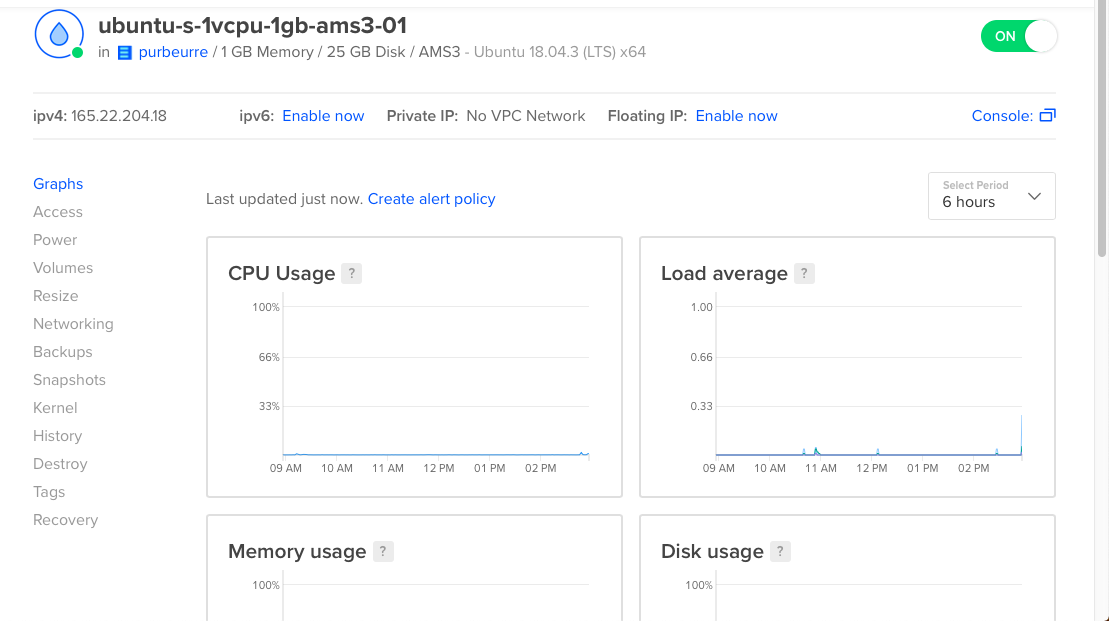 ubuntu-s-1vcpu-1gb-ams3-01
in purbeurre / 1 GB Memory / 25 GB Disk / AMS3 - Ubuntu 18.04.3 (LTS) x64
ON
ipv4: 165.22.204.18 ipv6: Enable now Private IP: No VPC Network Floating IP: Enable now Console:
Graphs
Access
Power
Volumes
Resize
Networking
Backups
Snapshots
Kernel
History
Destroy
Tags
Recovery
Last updated just now. Create alert policy
Select Period
6 hours
CPU Usage ?
100%
66%
33%
09 AM 10 AM 11 AM 12 PM 01 PM 02 PM
Load average ?
1.00
0.66
0.33
09 AM 10 AM 11 AM 12 PM 01 PM 02 PM
Memory usage ?
100%
Disk usage ?
100%